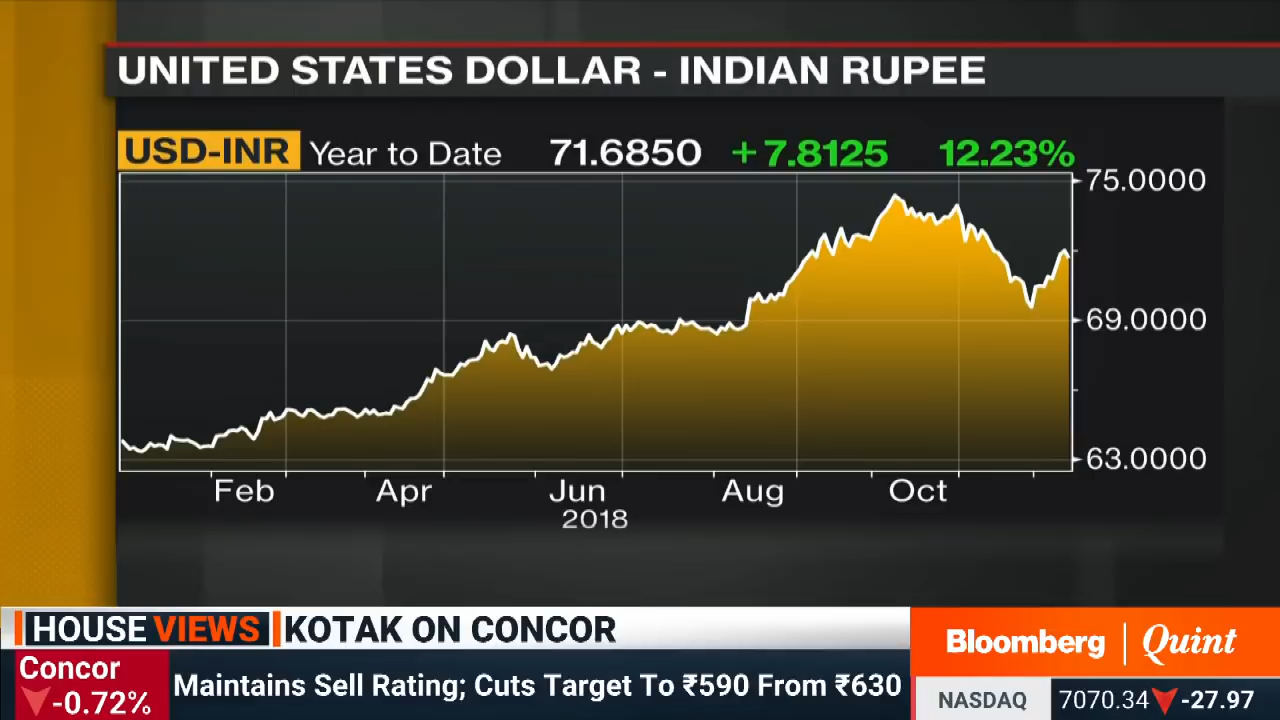 UNITED STATES DOLLAR - INDIAN RUPEE
USD-INR Year to Date 71.6850 +7.8125 12.23%
75.0000
69.0000
63.0000
Feb Apr Jun Aug Oct
2018
HOUSE VIEWS KOTAK ON CONCOR
Concor
-0.72%
Maintains Sell Rating; Cuts Target To ₹590 From ₹630
Bloomberg | Quint
NASDAQ 7070.34 -27.97